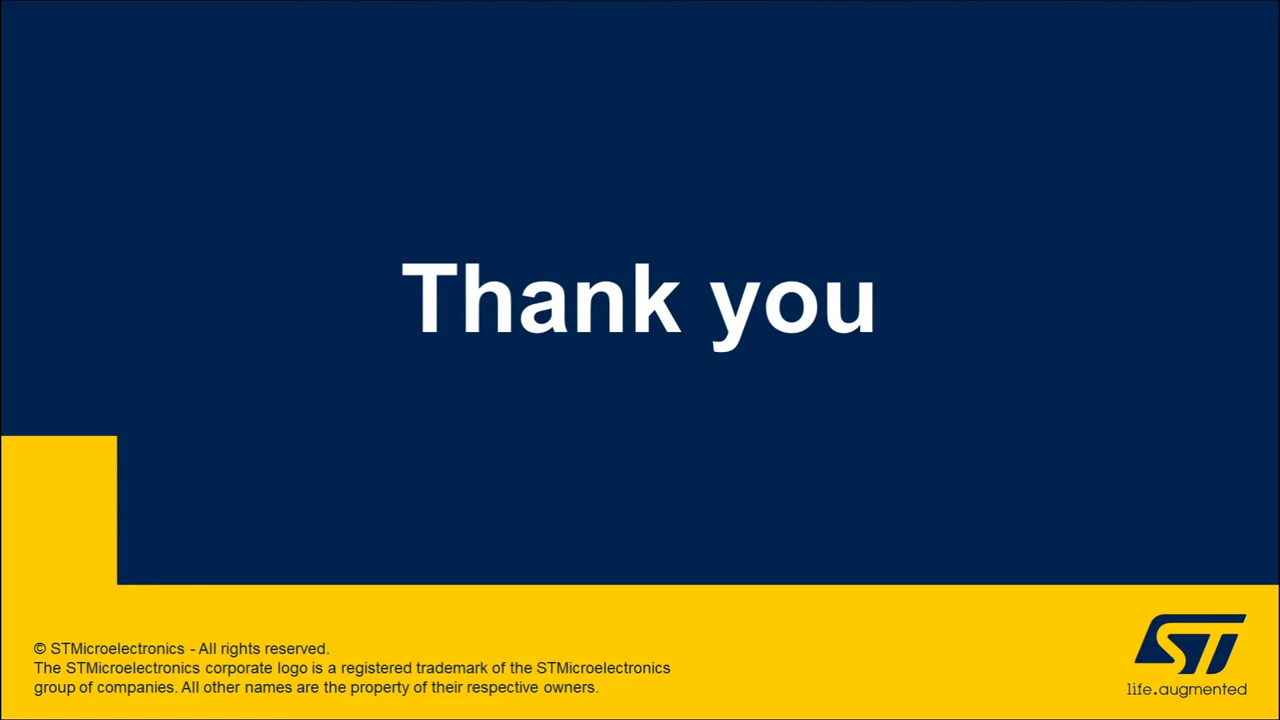 Thank you
© STMicroelectronics - All rights reserved.
The STMicroelectronics corporate logo is a registered trademark of the STMicroelectronics
group of companies. All other names are the property of their respective owners.
ST
life.augmented